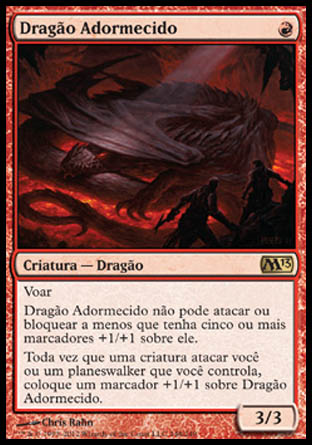 Dragão Adormecido
Criatura — Dragão
M13
Voar
Dragão Adormecido não pode atacar ou
bloquear a menos que tenha cinco ou mais
marcadores +1/+1 sobre ele.
Toda vez que uma criatura atacar você
ou um planeswalker que você controla,
coloque um marcador +1/+1 sobre Dragão
Adormecido.
Chris Rahn
3/3